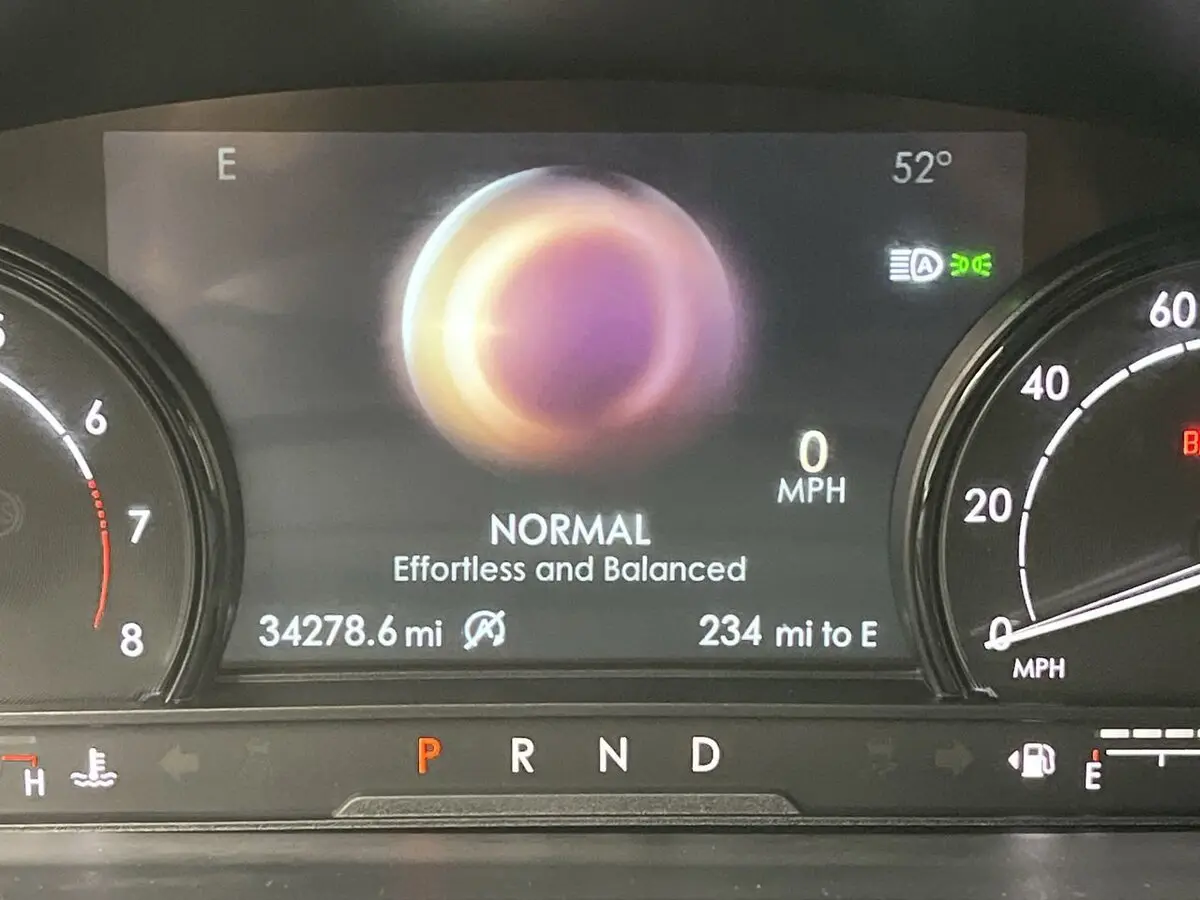 E
52°
A
60
40
6
20
7
0
MPH
NORMAL
Effortless and Balanced
34278.6 mi
A
234 mi to E
8
0
MPH
P R N D
H
E